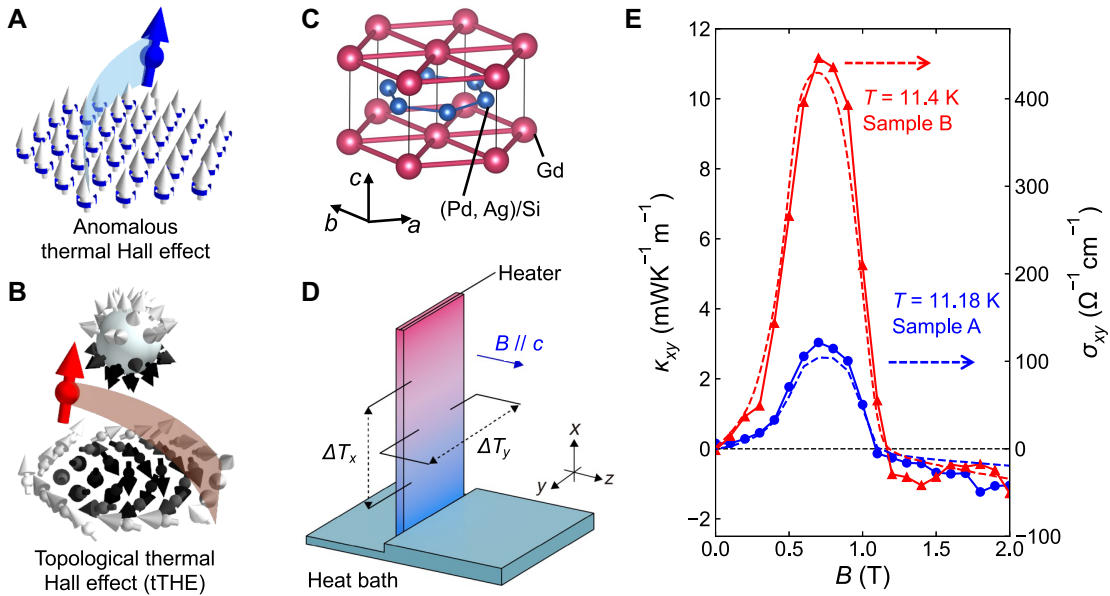 A
Anomalous
thermal Hall effect
B
Topological thermal
Hall effect (tTHE)
C
Gd
(Pd, Ag)/Si
c
b
a
D
Heater
B // c
ΔTx
ΔTy
x
y
z
Heat bath
E
κxy (mWK⁻¹ m⁻¹)
12
10
8
6
4
2
0
−2
T = 11.4 K
Sample B
T = 11.18 K
Sample A
400
300
200
100
0
−100
σxy (Ω⁻¹ cm⁻¹)
0.0 0.5 1.0 1.5 2.0
B (T)